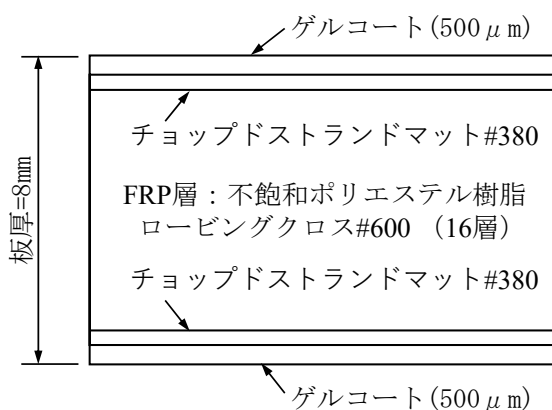 ゲルコート(500μm)
チョップドストランドマット#380
板厚=8mm
FRP層：不飽和ポリエステル樹脂
ロービングクロス#600 （16層）
チョップドストランドマット#380
ゲルコート(500μm)